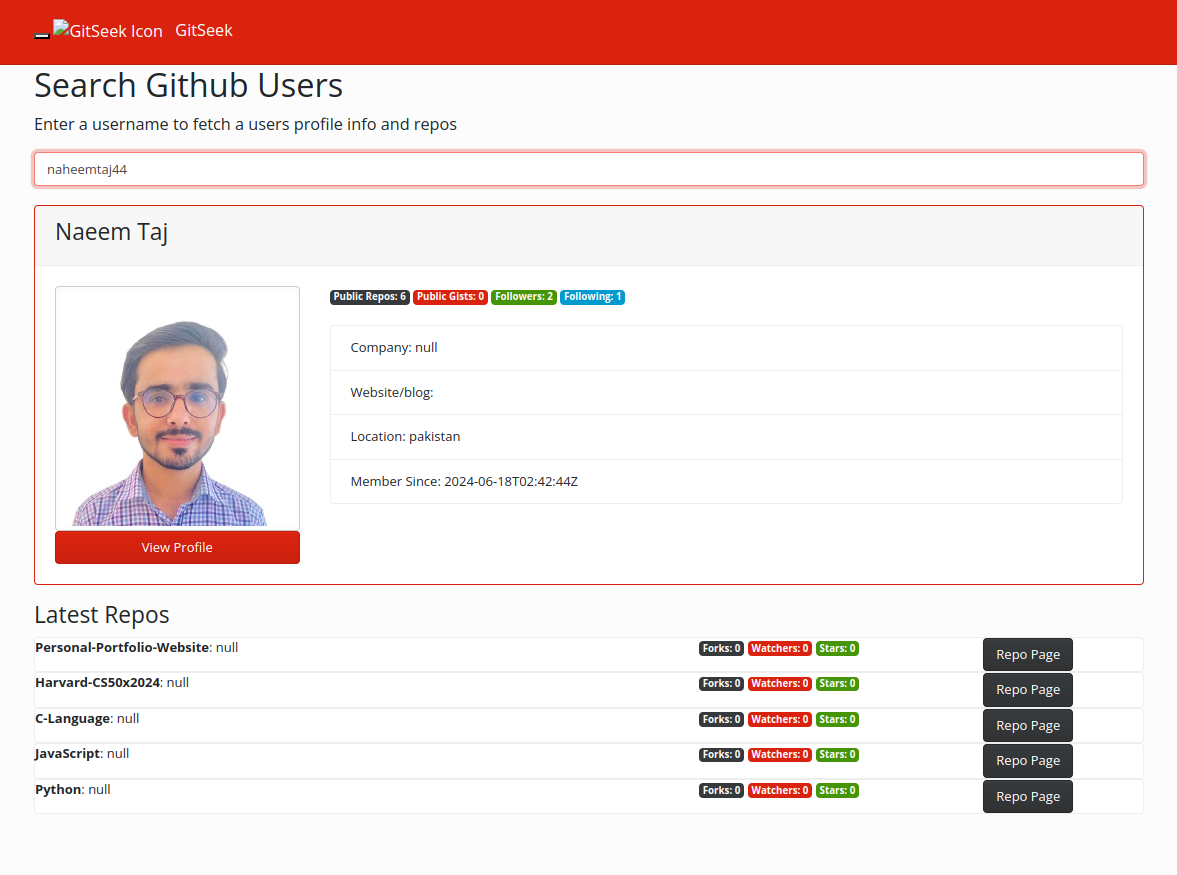 GitSeek Icon GitSeek
Search Github Users
Enter a username to fetch a users profile info and repos
naheemtaj44
Naeem Taj
Public Repos: 6 Public Gists: 0 Followers: 2 Following: 1
Company: null
Website/blog:
Location: pakistan
Member Since: 2024-06-18T02:42:44Z
View Profile
Latest Repos
Personal-Portfolio-Website: null Forks: 0 Watchers: 0 Stars: 0 Repo Page
Harvard-CS50x2024: null Forks: 0 Watchers: 0 Stars: 0 Repo Page
C-Language: null Forks: 0 Watchers: 0 Stars: 0 Repo Page
JavaScript: null Forks: 0 Watchers: 0 Stars: 0 Repo Page
Python: null Forks: 0 Watchers: 0 Stars: 0 Repo Page